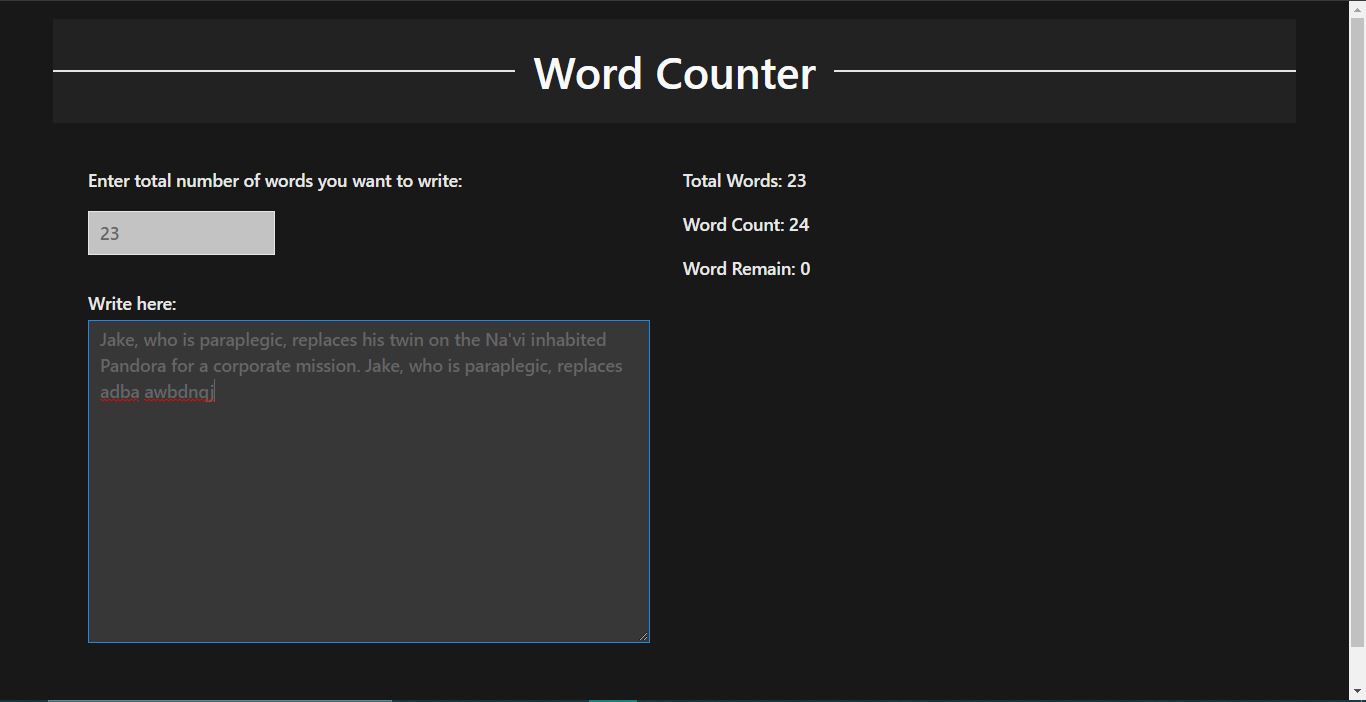 Word Counter
Enter total number of words you want to write:
23
Write here:
Jake, who is paraplegic, replaces his twin on the Na'vi inhabited
Pandora for a corporate mission. Jake, who is paraplegic, replaces
adba awbdnqj
Total Words: 23
Word Count: 24
Word Remain: 0